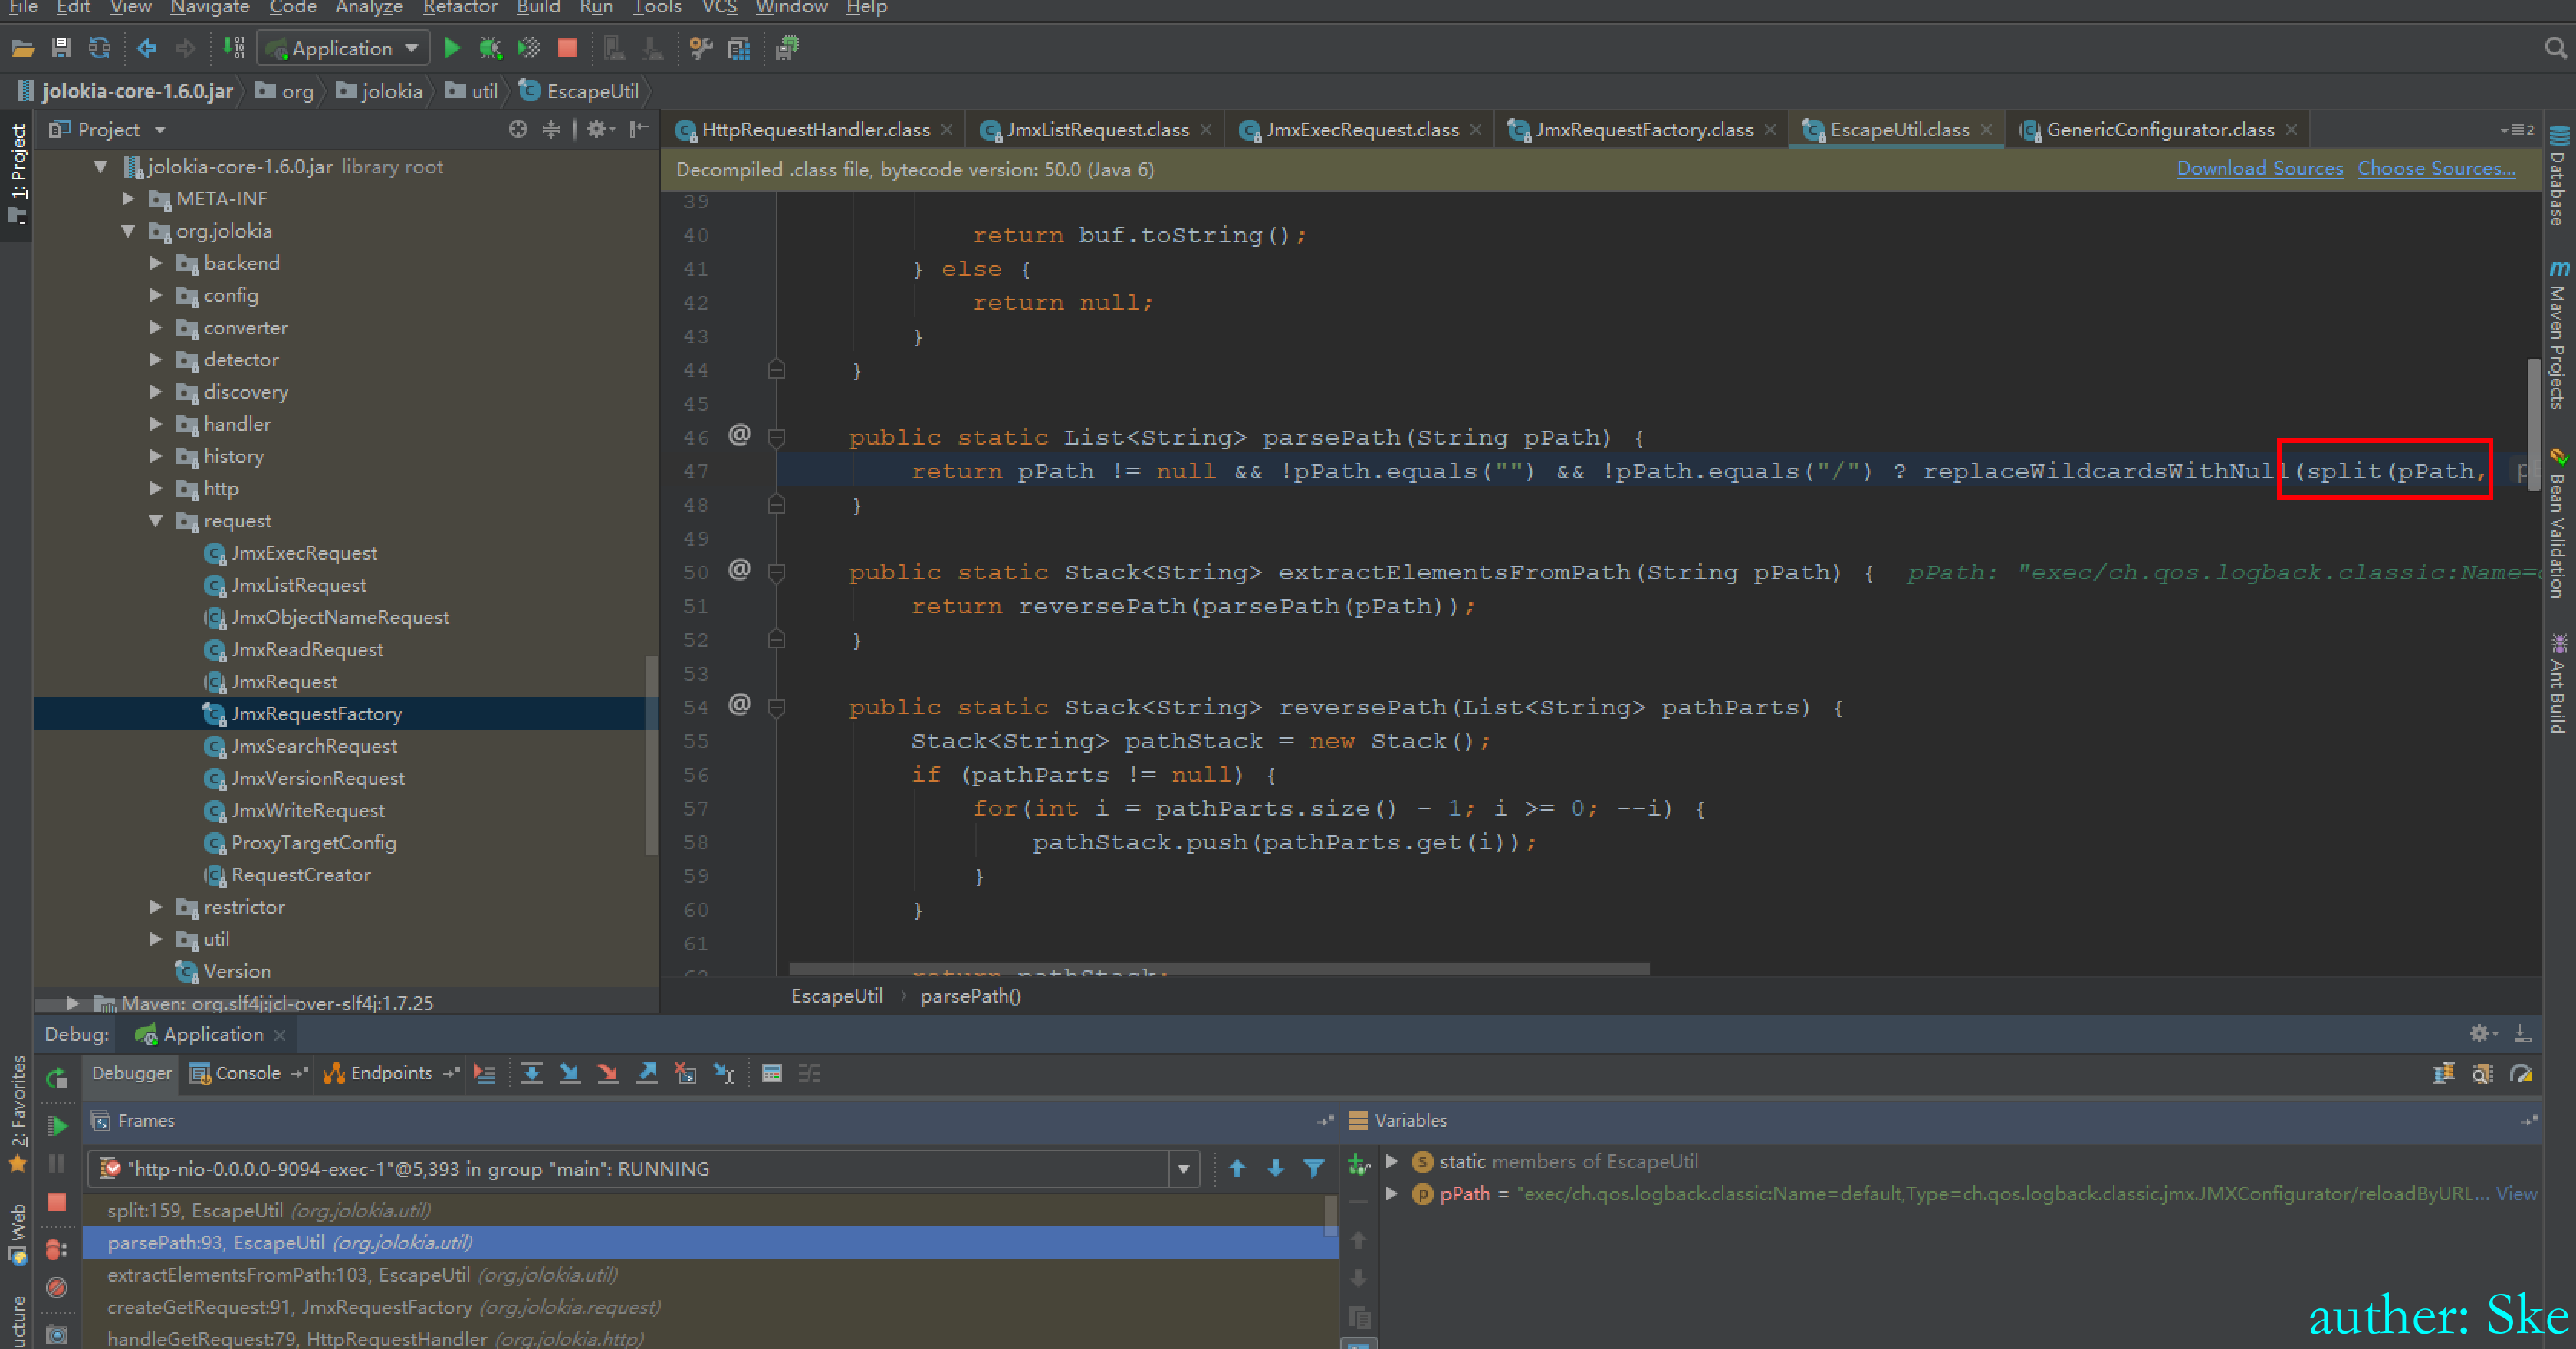 File Edit View Navigate Code Analyze Refactor Build Run Tools VCS Window Help
Application
jolokia-core-1.6.0.jar org jolokia util EscapeUtil
1: Project
Project
HttpRequestHandler.class JmxListRequest.class JmxExecRequest.class JmxRequestFactory.class EscapeUtil.class GenericConfigurator.class 2
Decompiled .class file, bytecode version: 50.0 (Java 6) Download Sources Choose Sources...
jolokia-core-1.6.0.jar library root
META-INF
org.jolokia
backend
config
converter
detector
discovery
handler
history
http
request
JmxExecRequest
JmxListRequest
JmxObjectNameRequest
JmxReadRequest
JmxRequest
JmxRequestFactory
JmxSearchRequest
JmxVersionRequest
JmxWriteRequest
ProxyTargetConfig
RequestCreator
restrictor
util
Version
Maven: org.slf4j:jcl-over-slf4j:1.7.25
39
40 return buf.toString();
41 } else {
42 return null;
43 }
44 }
45
46 @ public static List<String> parsePath(String pPath) {
47 return pPath != null && !pPath.equals("") && !pPath.equals("/") ? replaceWildcardsWithNull(split(pPath,
48 }
49
50 @ public static Stack<String> extractElementsFromPath(String pPath) { pPath: "exec/ch.qos.logback.classic:Name=
51 return reversePath(parsePath(pPath));
52 }
53
54 @ public static Stack<String> reversePath(List<String> pathParts) {
55 Stack<String> pathStack = new Stack();
56 if (pathParts != null) {
57 for(int i = pathParts.size() - 1; i >= 0; --i) {
58 pathStack.push(pathParts.get(i));
59 }
60 }
61
62 return pathStack;
EscapeUtil parsePath()
Database
Maven Projects
Bean Validation
Ant Build
Debug: Application
Debugger Console Endpoints
2: Favorites
Web
ucture
Frames
"http-nio-0.0.0.0-9094-exec-1"@5,393 in group "main": RUNNING
split:159, EscapeUtil (org.jolokia.util)
parsePath:93, EscapeUtil (org.jolokia.util)
extractElementsFromPath:103, EscapeUtil (org.jolokia.util)
createGetRequest:91, JmxRequestFactory (org.jolokia.request)
handleGetRequest:79, HttpRequestHandler (org.jolokia.http)
Variables
static members of EscapeUtil
pPath = "exec/ch.qos.logback.classic:Name=default,Type=ch.qos.logback.classic.jmx.JMXConfigurator/reloadByURL... View
auther: Ske